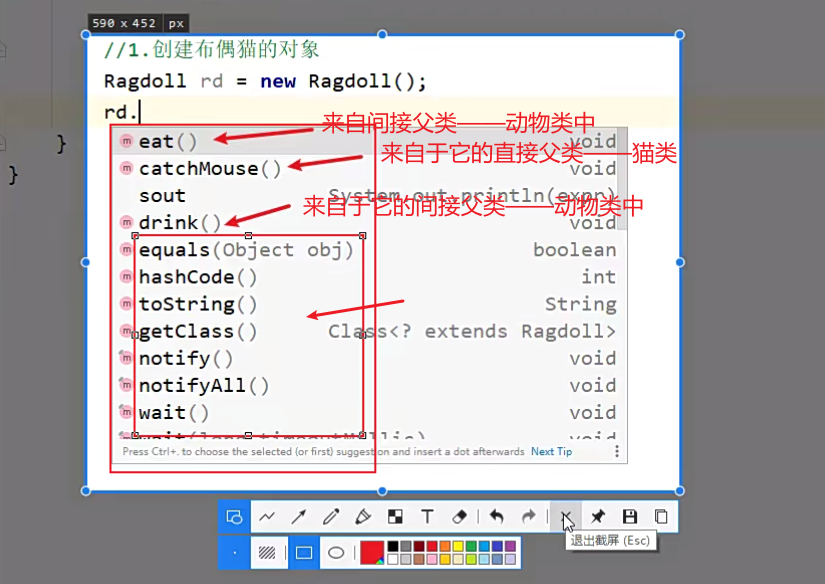 590 x 452 px
//1.创建布偶猫的对象
Ragdoll rd = new Ragdoll();
rd.
}
}
来自间接父类——动物类中
eat() void
来自于它的直接父类——猫类
catchMouse() void
sout System.out.println(expr)
来自于它的间接父类——动物类中
drink() void
equals(Object obj) boolean
hashCode() int
toString() String
getClass() Class<? extends Ragdoll>
notify() void
notifyAll() void
wait() void
wait(long timeoutMillis) void
Press Ctrl+. to choose the selected (or first) suggestion and insert a dot afterwards Next Tip
T
退出截屏 (Esc)